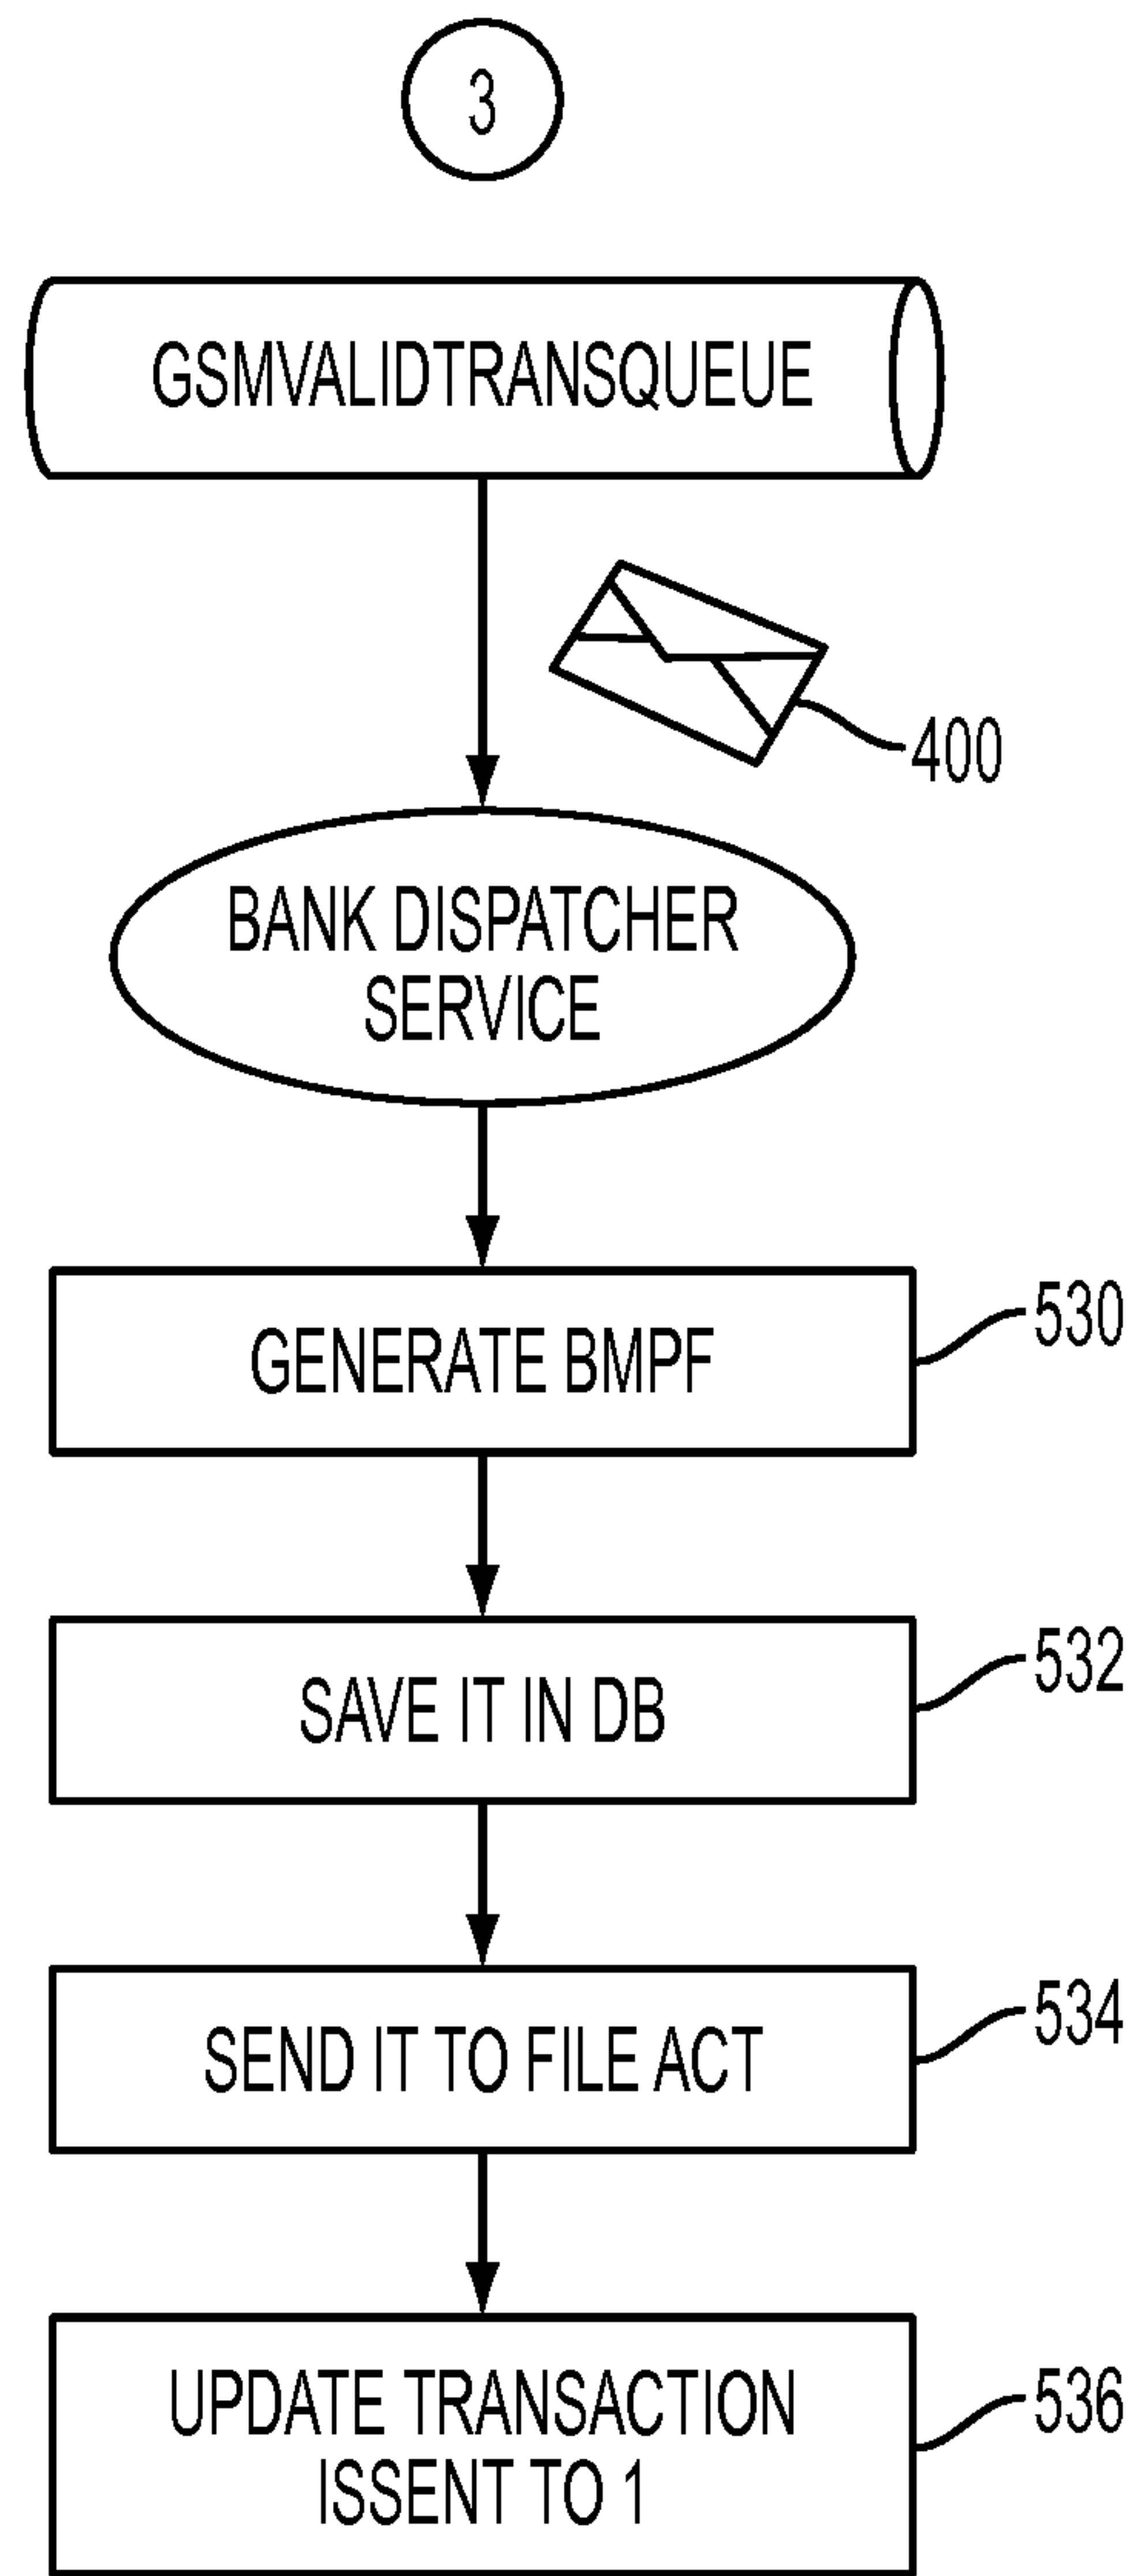 3
GSMVALIDTRANSQUEUE
400
BANK DISPATCHER
SERVICE
GENERATE BMPF
530
SAVE IT IN DB
532
SEND IT TO FILE ACT
534
UPDATE TRANSACTION
ISSENT TO 1
536